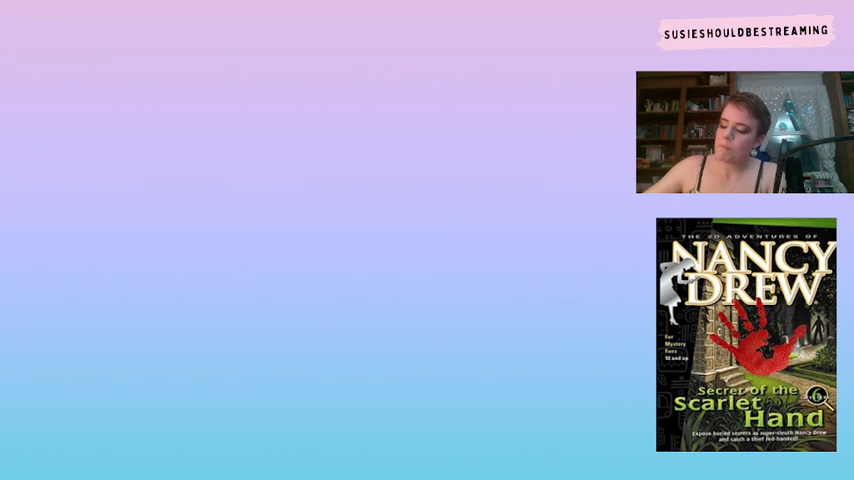 SUSIESHOULDBESTREAMING
THE 3D ADVENTURES OF
NANCY
DREW
For
Mystery
Fans
10 and up
Secret of the
Scarlet
Hand
6
Expose buried secrets as super-sleuth Nancy Drew
and catch a thief red-handed!